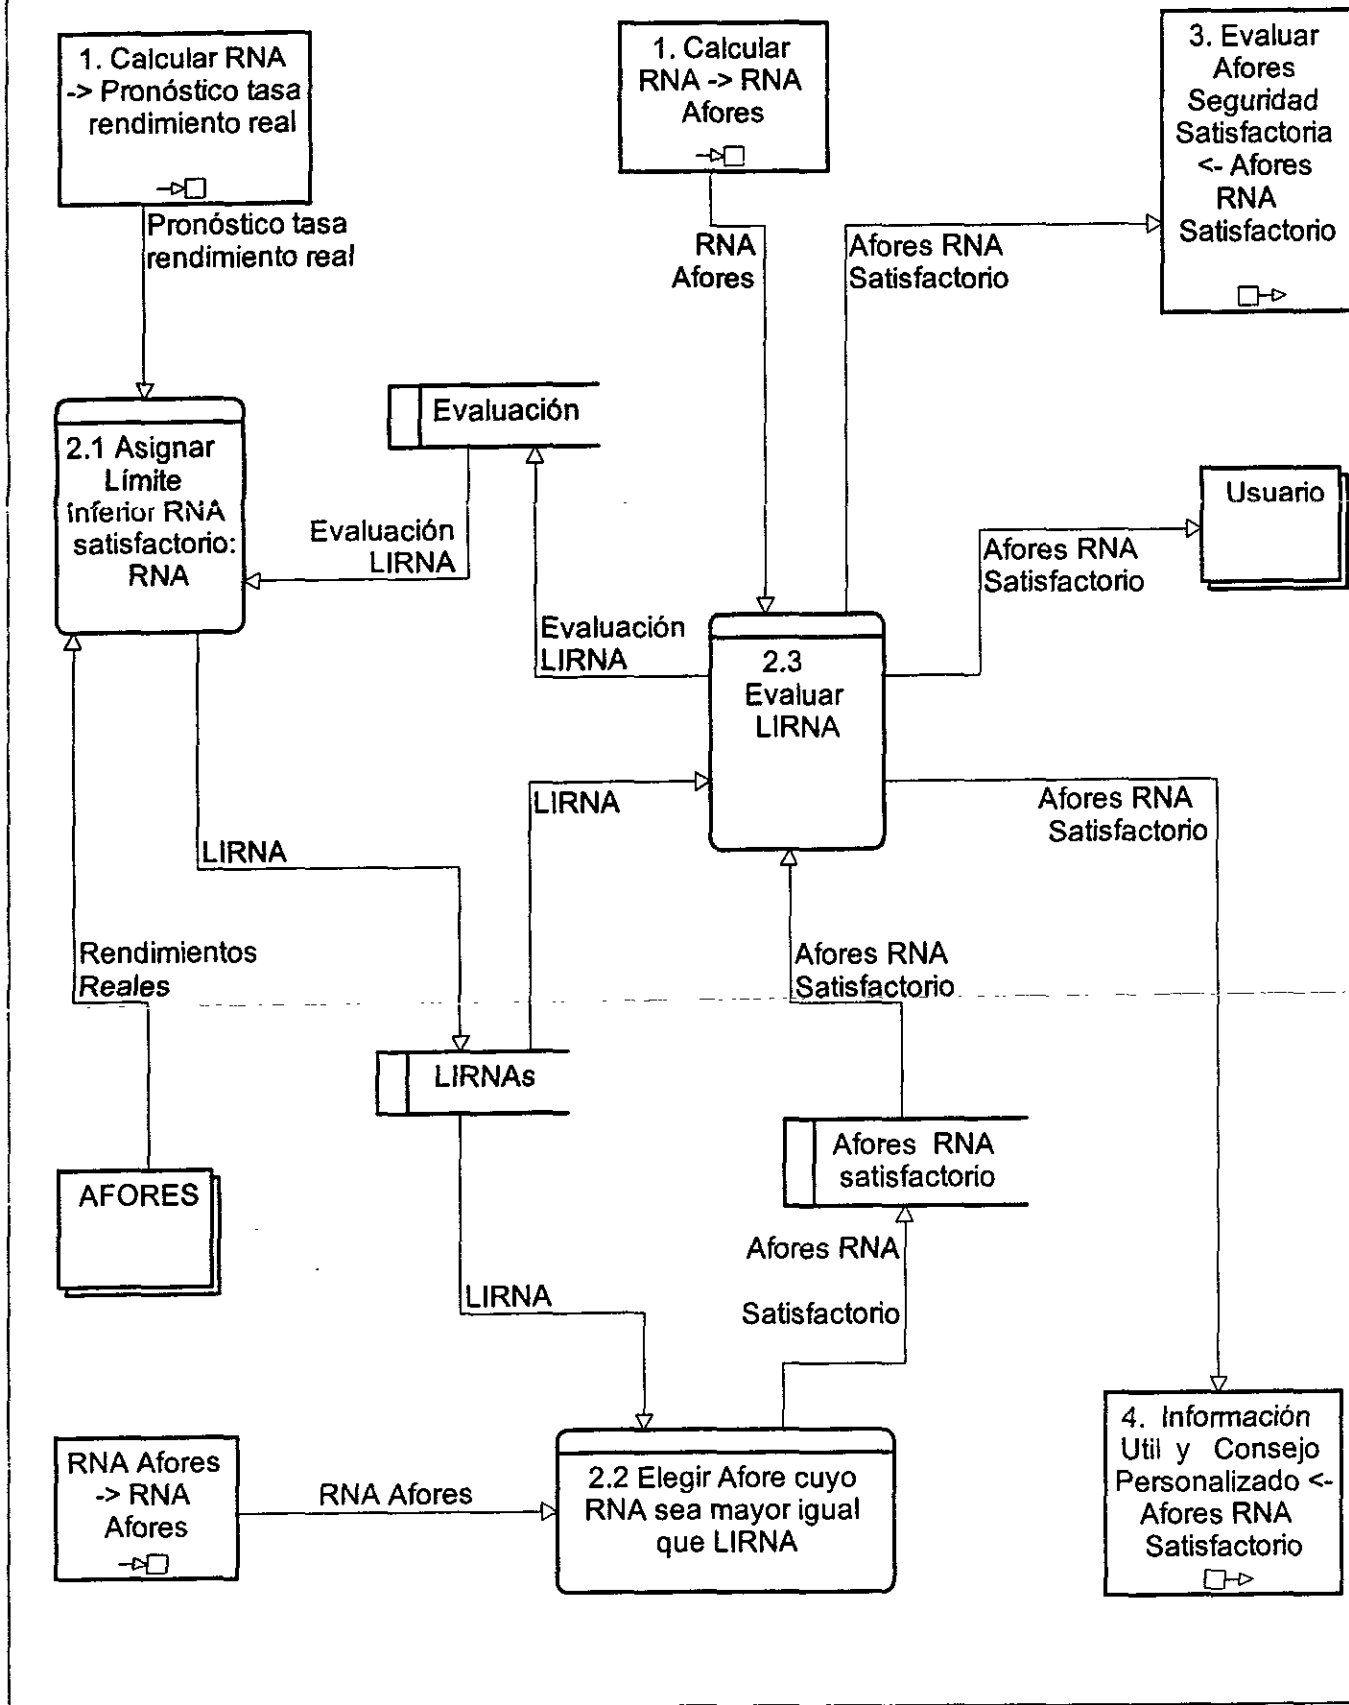 1. Calcular RNA
-> Pronóstico tasa
rendimiento real
Pronóstico tasa
rendimiento real
1. Calcular
RNA -> RNA
Afores
RNA
Afores
Afores RNA
Satisfactorio
3. Evaluar
Afores
Seguridad
Satisfactoria
<- Afores
RNA
Satisfactorio
2.1 Asignar
Límite
inferior RNA
satisfactorio:
RNA
Evaluación
Evaluación
LIRNA
Evaluación
LIRNA
2.3
Evaluar
LIRNA
Afores RNA
Satisfactorio
Usuario
LIRNA
LIRNA
Afores RNA
Satisfactorio
Rendimientos
Reales
Afores RNA
Satisfactorio
LIRNAs
Afores RNA
satisfactorio
AFORES
LIRNA
Afores RNA
Satisfactorio
RNA Afores
-> RNA
Afores
RNA Afores
2.2 Elegir Afore cuyo
RNA sea mayor igual
que LIRNA
4. Información
Util y Consejo
Personalizado <-
Afores RNA
Satisfactorio